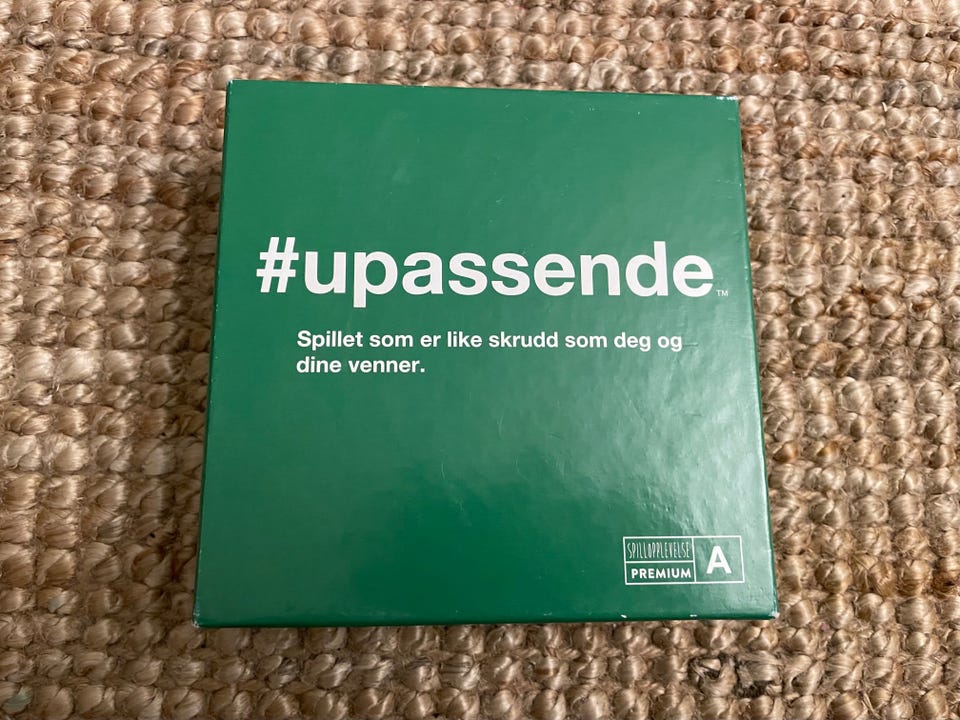 #upassende™
Spillet som er like skrudd som deg og
dine venner.
SPILLOPPLEVELSE
PREMIUM
A